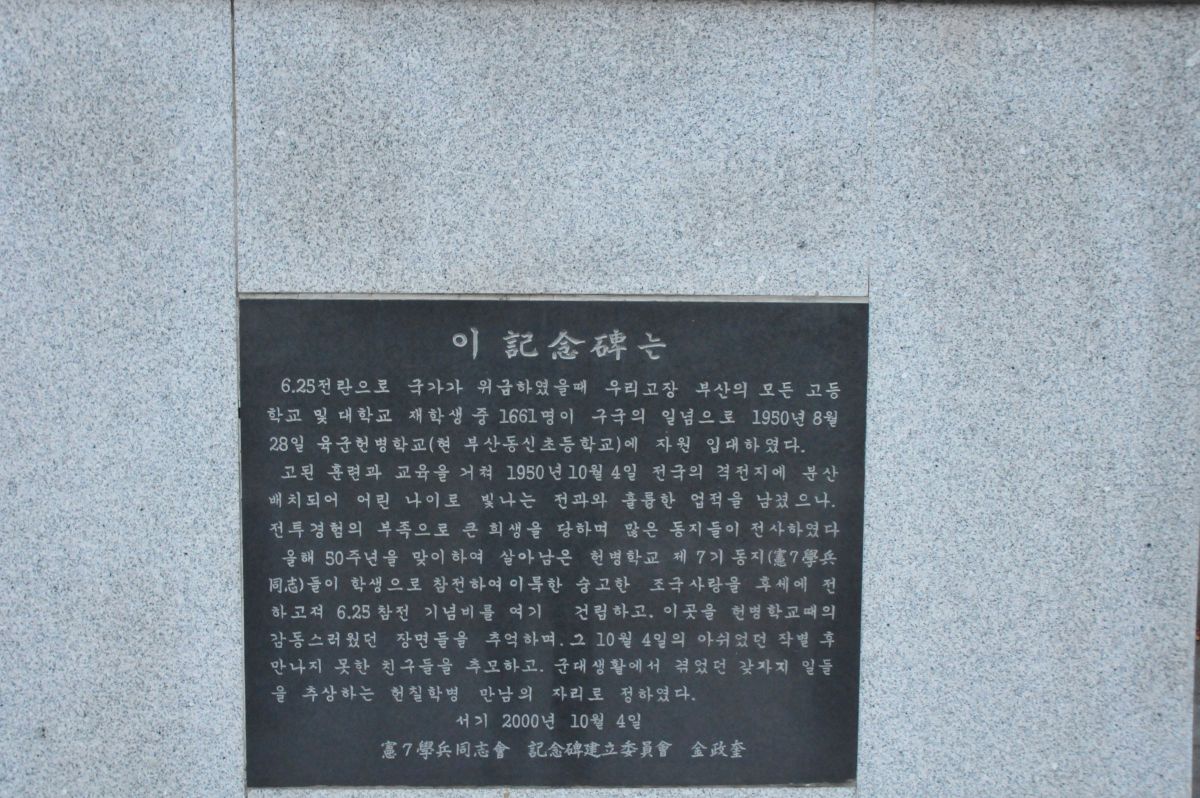 이 記念碑는
6.25전란으로 국가가 위급하였을때 우리고장 부산의 모든 고등
학교 및 대학교 재학생 중 1661명이 구국의 일념으로 1950년 8월
28일 육군헌병학교(현 부산동신초등학교)에 자원 입대하였다.
고된 훈련과 교육을 거쳐 1950년 10월 4일 전국의 격전지에 분산
배치되어 어린 나이로 빛나는 전과와 훌륭한 업적을 남겼으나.
전투경험의 부족으로 큰 희생을 당하며 많은 동지들이 전사하였다
올해 50주년을 맞이하여 살아남은 헌병학교 제 7기 동지(憲7學兵
同志)들이 학생으로 참전하여 이룩한 숭고한 조국사랑을 후세에 전
하고져 6.25 참전 기념비를 여기 건립하고. 이곳을 헌병학교때의
감동스러웠던 장면들을 추억하며. 그 10월 4일의 아쉬었던 작별 후
만나지 못한 친구들을 추모하고. 군대생활에서 겪었던 갖자지 일들
을 추상하는 헌칠학병 만남의 자리로 정하였다.
서기 2000년 10월 4일
憲7學兵同志會 記念碑建立委員會 金政奎